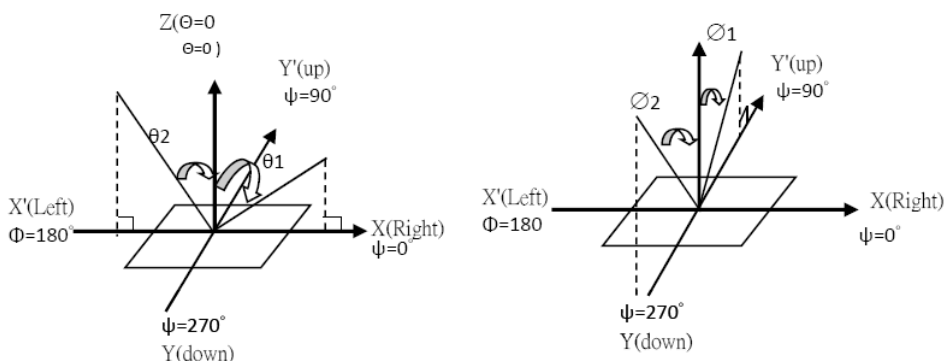 Z(Θ=0
Θ=0 )
Y'(up)
ψ=90°
θ2
θ1
X'(Left)
Φ=180°
X(Right)
ψ=0°
ψ=270°
Y(down)
∅1
Y'(up)
ψ=90°
∅2
X'(Left)
Φ=180
X(Right)
ψ=0°
ψ=270°
Y(down)